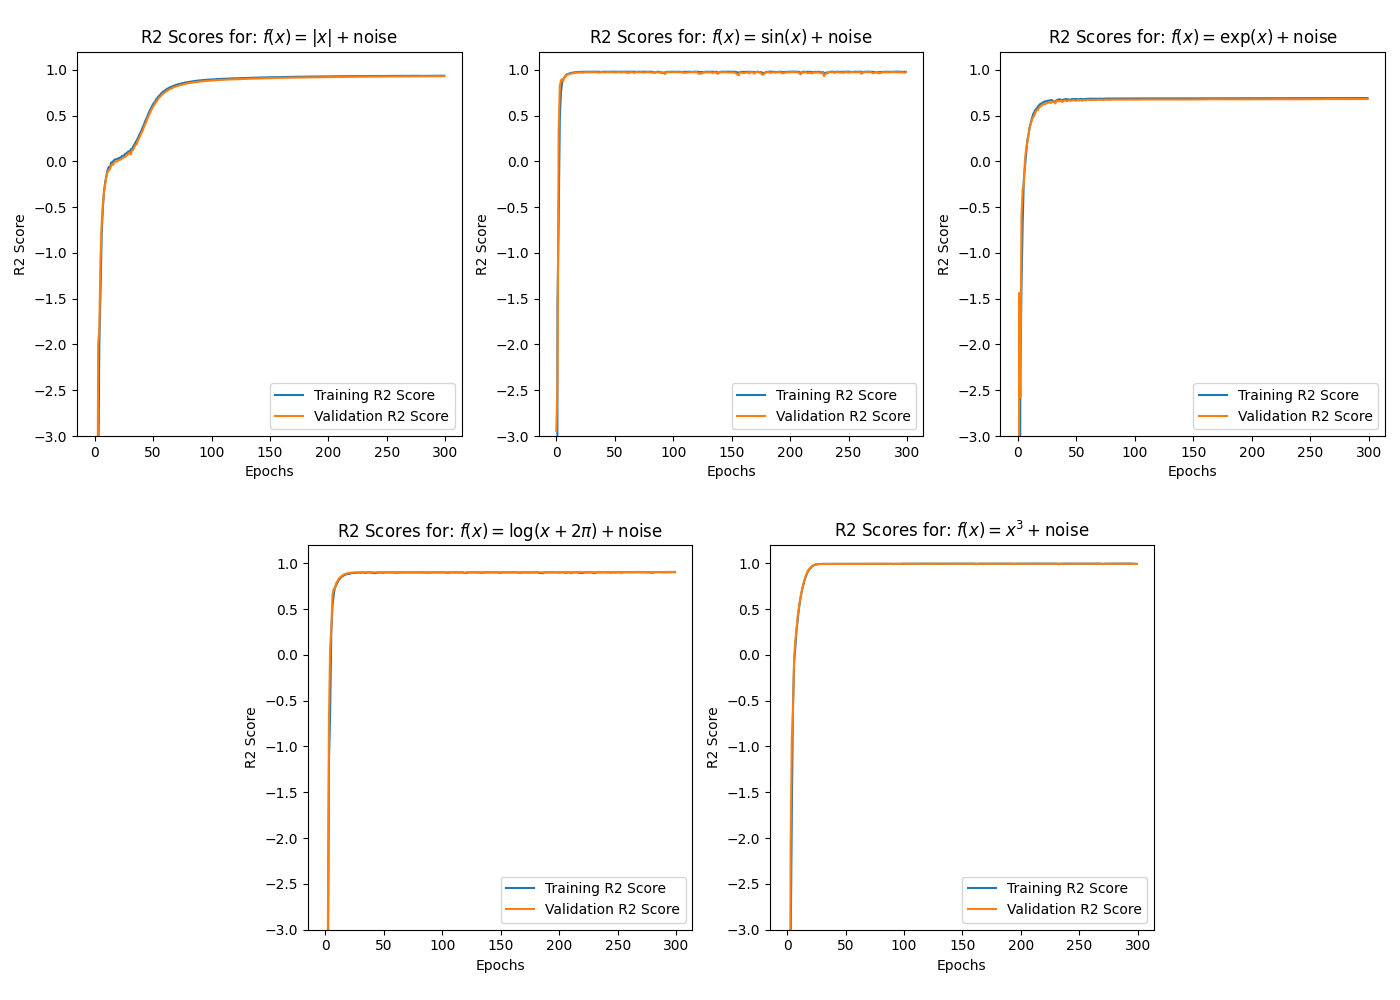 R2 Scores for: f(x) = |x| + noise
R2 Score
1.0
0.5
0.0
−0.5
−1.0
−1.5
−2.0
−2.5
−3.0
Training R2 Score
Validation R2 Score
0 50 100 150 200 250 300
Epochs
R2 Scores for: f(x) = sin(x) + noise
R2 Score
1.0
0.5
0.0
−0.5
−1.0
−1.5
−2.0
−2.5
−3.0
Training R2 Score
Validation R2 Score
0 50 100 150 200 250 300
Epochs
R2 Scores for: f(x) = exp(x) + noise
R2 Score
1.0
0.5
0.0
−0.5
−1.0
−1.5
−2.0
−2.5
−3.0
Training R2 Score
Validation R2 Score
0 50 100 150 200 250 300
Epochs
R2 Scores for: f(x) = log(x + 2π) + noise
R2 Score
1.0
0.5
0.0
−0.5
−1.0
−1.5
−2.0
−2.5
−3.0
Training R2 Score
Validation R2 Score
0 50 100 150 200 250 300
Epochs
R2 Scores for: f(x) = x³ + noise
R2 Score
1.0
0.5
0.0
−0.5
−1.0
−1.5
−2.0
−2.5
−3.0
Training R2 Score
Validation R2 Score
0 50 100 150 200 250 300
Epochs